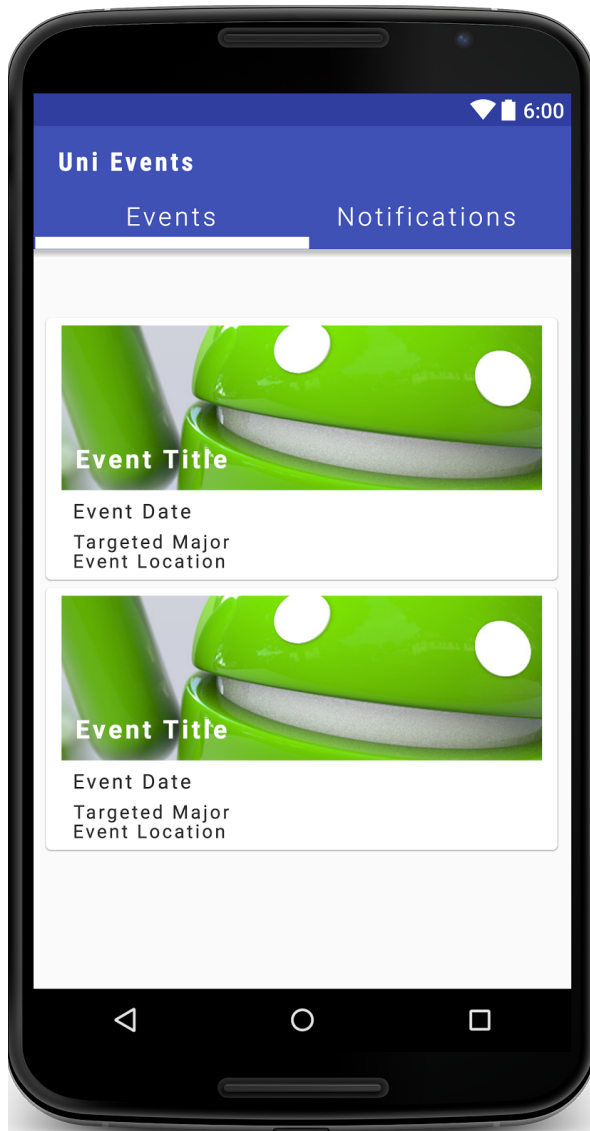 6:00
Uni Events
Events Notifications
Event Title
Event Date
Targeted Major
Event Location
Event Title
Event Date
Targeted Major
Event Location